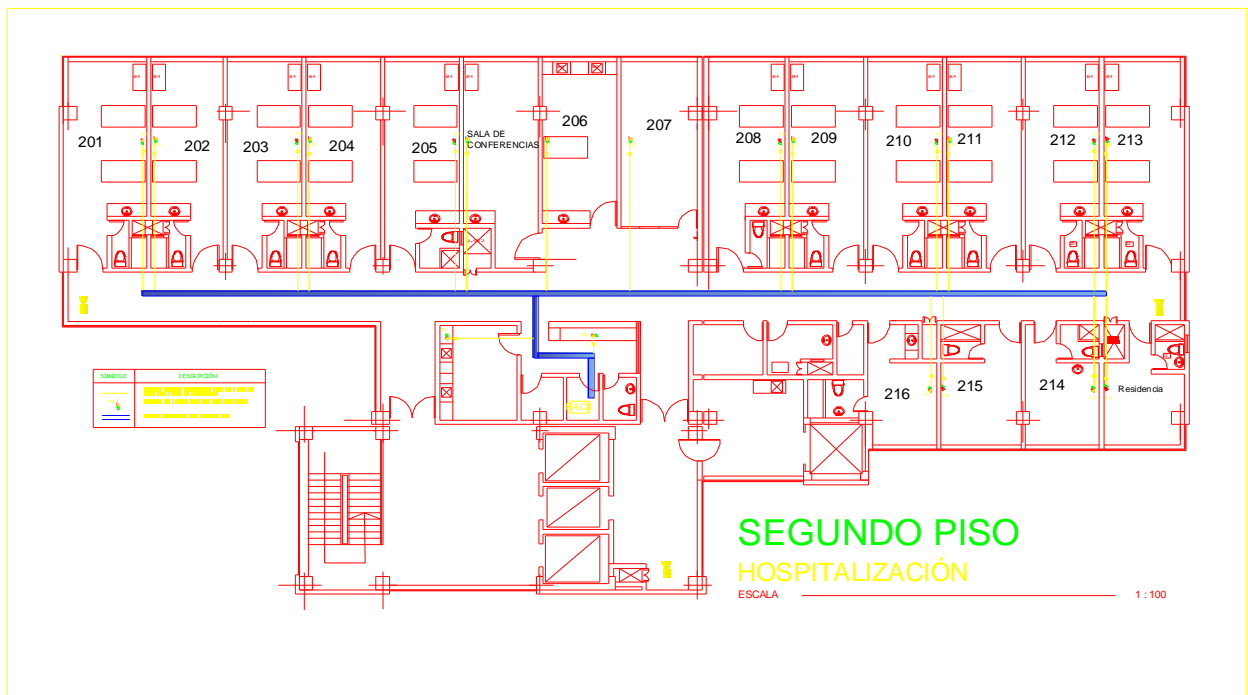 201
202
203
204
205
SALA DE
CONFERENCIAS
206
207
208
209
210
211
212
213
SIMBOLO
DESCRIPCIÓN
216
215
214
Residencia
SEGUNDO PISO
HOSPITALIZACIÓN
ESCALA
1 : 100